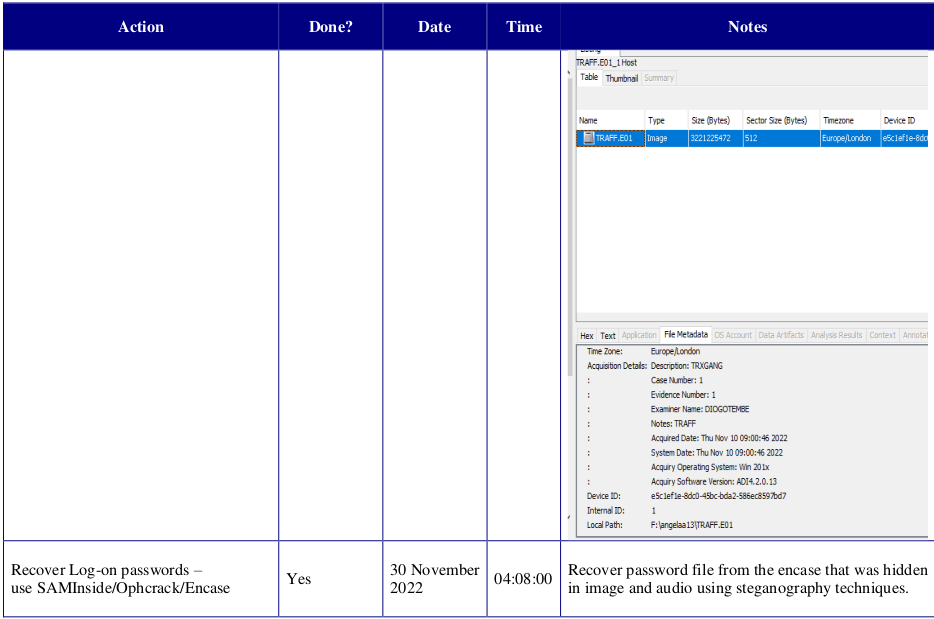 Action Done? Date Time Notes
TRAFF.E01_1 Host
Table Thumbnail Summary
Name Type Size (Bytes) Sector Size (Bytes) Timezone Device ID
TRAFF.E01 Image 3221225472 512 Europe/London e5c1ef1e-8dc
Hex Text Application File Metadata OS Account Data Artifacts Analysis Results Context Annotat
Time Zone: Europe/London
Acquisition Details: Description: TRXGANG
: Case Number: 1
: Evidence Number: 1
: Examiner Name: DIOGOTEMBE
: Notes: TRAFF
: Acquired Date: Thu Nov 10 09:00:46 2022
: System Date: Thu Nov 10 09:00:46 2022
: Acquiry Operating System: Win 201x
: Acquiry Software Version: ADI4.2.0.13
Device ID: e5c1ef1e-8dc0-45bc-bda2-586ec8597bd7
Internal ID: 1
Local Path: F:\angelaa13\TRAFF.E01
Recover Log-on passwords –
use SAMInside/Ophcrack/Encase
Yes
30 November
2022
04:08:00
Recover password file from the encase that was hidden
in image and audio using steganography techniques.